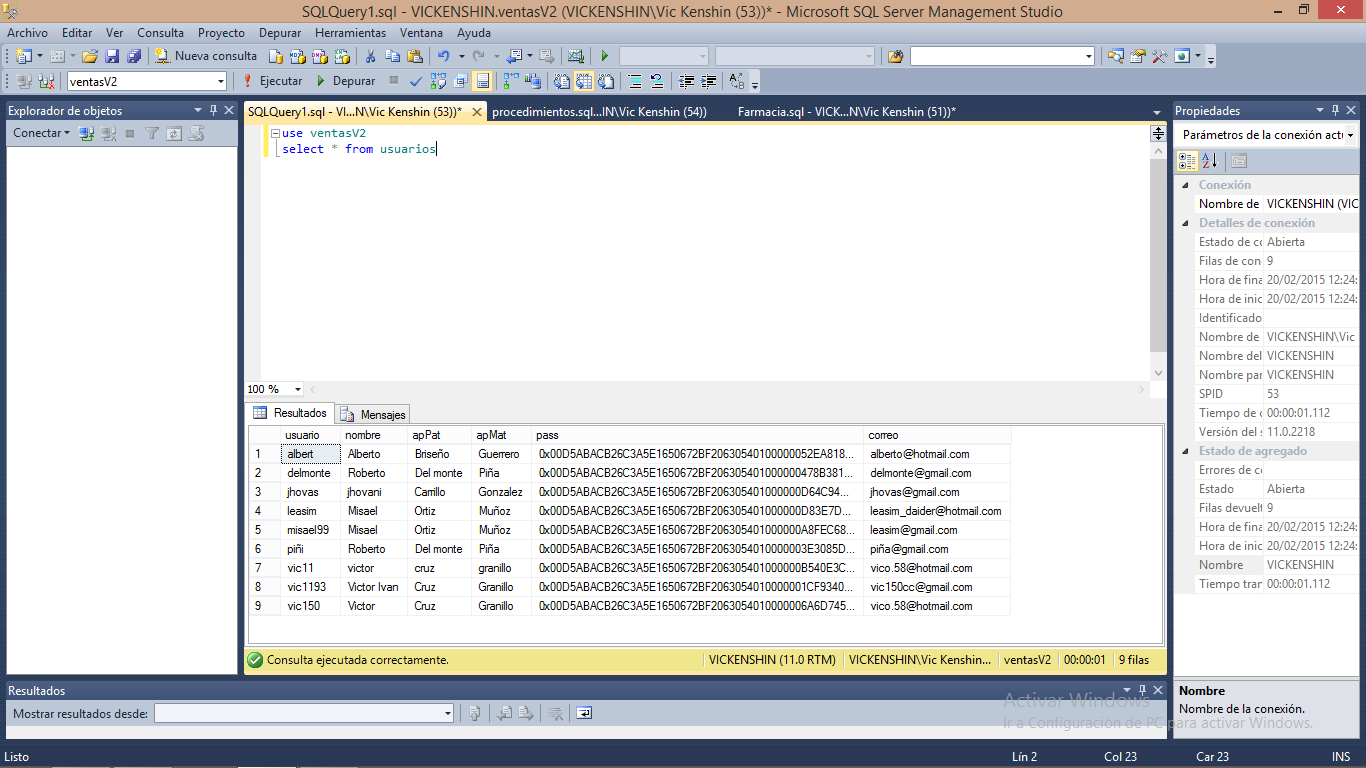 SQLQuery1.sql - VICKENSHIN.ventasV2 (VICKENSHIN\Vic Kenshin (53))* - Microsoft SQL Server Management Studio
Archivo Editar Ver Consulta Proyecto Depurar Herramientas Ventana Ayuda
Nueva consulta
ventasV2 Ejecutar Depurar
Explorador de objetos
Conectar
SQLQuery1.sql - VI...N\Vic Kenshin (53))* procedimientos.sql...IN\Vic Kenshin (54)) Farmacia.sql - VICK...N\Vic Kenshin (51))*
use ventasV2
select * from usuarios
100 %
Resultados Mensajes
usuario nombre apPat apMat pass correo
1 albert Alberto Briseño Guerrero 0x00D5ABACB26C3A5E1650672BF20630540100000052EA818... alberto@hotmail.com
2 delmonte Roberto Del monte Piña 0x00D5ABACB26C3A5E1650672BF206305401000000478B381... delmonte@gmail.com
3 jhovas jhovani Carrillo Gonzalez 0x00D5ABACB26C3A5E1650672BF206305401000000D64C94... jhovas@gmail.com
4 leasim Misael Ortiz Muñoz 0x00D5ABACB26C3A5E1650672BF206305401000000D83E7D... leasim_daider@hotmail.com
5 misael99 Misael Ortiz Muñoz 0x00D5ABACB26C3A5E1650672BF206305401000000A8FEC68... leasim@gmail.com
6 piñi Roberto Del monte Piña 0x00D5ABACB26C3A5E1650672BF2063054010000003E3085D... piña@gmail.com
7 vic11 victor cruz granillo 0x00D5ABACB26C3A5E1650672BF206305401000000B540E3C... vico.58@hotmail.com
8 vic1193 Victor Ivan Cruz Granillo 0x00D5ABACB26C3A5E1650672BF2063054010000001CF9340... vic150cc@gmail.com
9 vic150 Victor Cruz Granillo 0x00D5ABACB26C3A5E1650672BF2063054010000006A6D745... vico.58@hotmail.com
Consulta ejecutada correctamente. VICKENSHIN (11.0 RTM) VICKENSHIN\Vic Kenshin... ventasV2 00:00:01 9 filas
Propiedades
Parámetros de la conexión actu
Conexión
Nombre de VICKENSHIN (VIC
Detalles de conexión
Estado de co Abierta
Filas de con 9
Hora de fina 20/02/2015 12:24:
Hora de inic 20/02/2015 12:24:
Identificado
Nombre de VICKENSHIN\Vic
Nombre del VICKENSHIN
Nombre par VICKENSHIN
SPID 53
Tiempo de c 00:00:01.112
Versión del s 11.0.2218
Estado de agregado
Errores de co
Estado Abierta
Filas devuelt 9
Hora de fina 20/02/2015 12:24:
Hora de inic 20/02/2015 12:24:
Nombre VICKENSHIN
Tiempo tran 00:00:01.112
Nombre
Nombre de la conexión.
Resultados
Mostrar resultados desde:
Activar Windows
Ir a Configuración de PC para activar Windows.
Listo Lín 2 Col 23 Car 23 INS